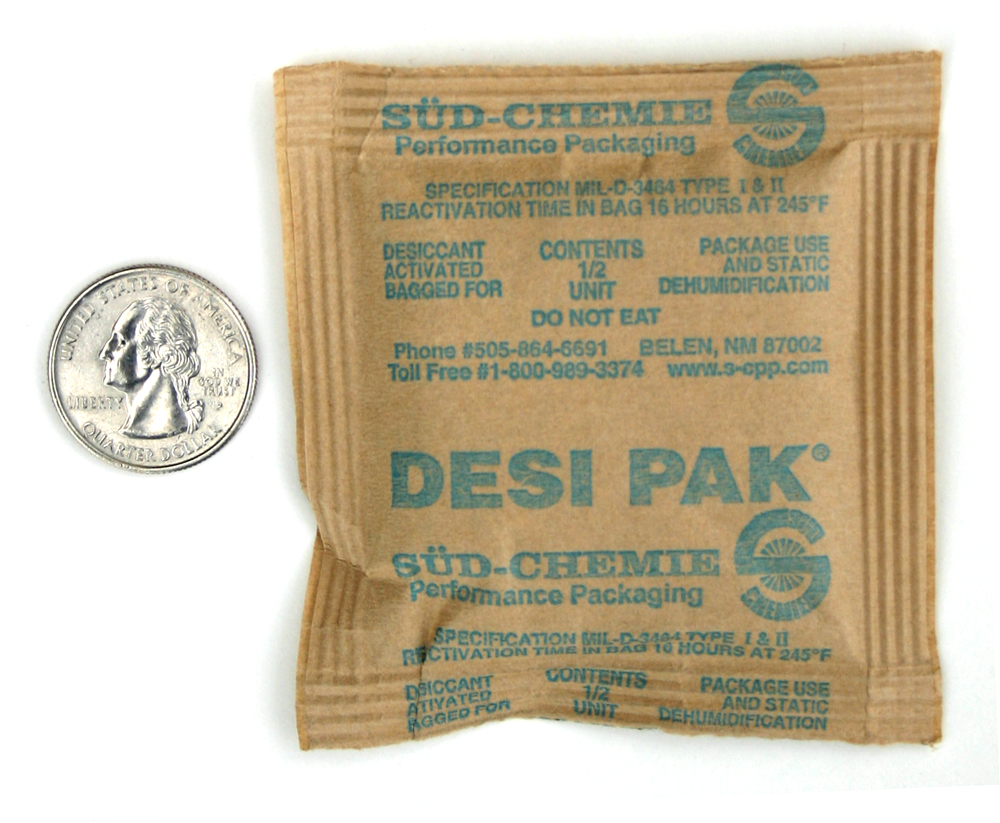 UNITED STATES OF AMERICA
LIBERTY
IN
GOD WE
TRUST
QUARTER DOLLAR
SÜD-CHEMIE
Performance Packaging
SPECIFICATION MIL-D-3464 TYPE I & II
REACTIVATION TIME IN BAG 16 HOURS AT 245°F
DESICCANT CONTENTS PACKAGE USE
ACTIVATED 1/2 AND STATIC
BAGGED FOR UNIT DEHUMIDIFICATION
DO NOT EAT
Phone #505-864-6691 BELEN, NM 87002
Toll Free #1-800-989-3374 www.s-cpp.com
DESI PAK®
SÜD-CHEMIE
Performance Packaging
SPECIFICATION MIL-D-3464 TYPE I & II
RECTIVATION TIME IN BAG 16 HOURS AT 245°F
DSICCANT CONTENTS PACKAGE USE
ATIVATED 1/2 AND STATIC
AGGED FOR UNIT DEHUMIDIFICATION